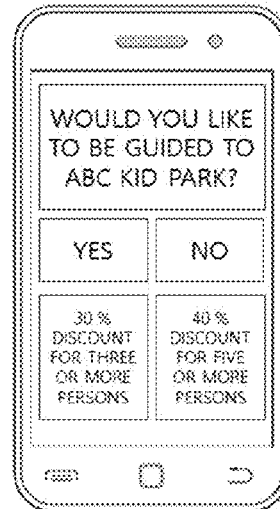 WOULD YOU LIKE
TO BE GUIDED TO
ABC KID PARK?
YES
NO
30 %
DISCOUNT
FOR THREE
OR MORE
PERSONS
40 %
DISCOUNT
FOR FIVE
OR MORE
PERSONS